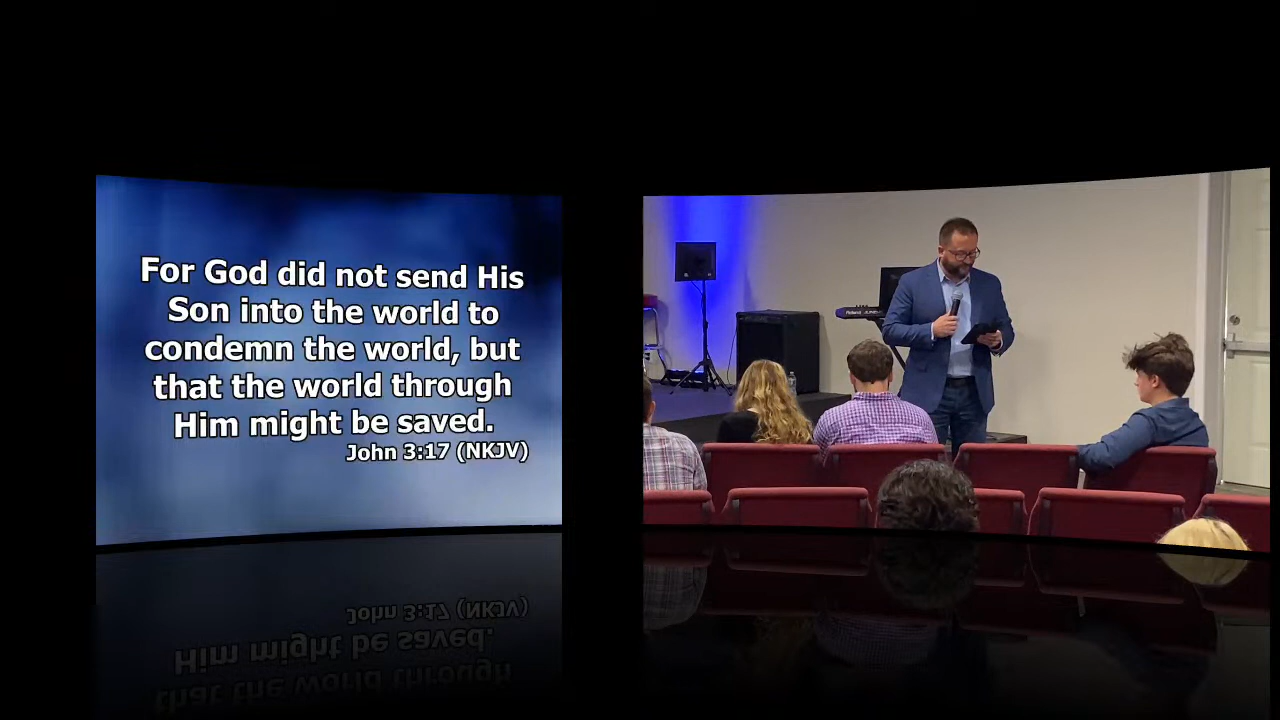 For God did not send His
Son into the world to
condemn the world, but
that the world through
Him might be saved.
John 3:17 (NKJV)
Roland